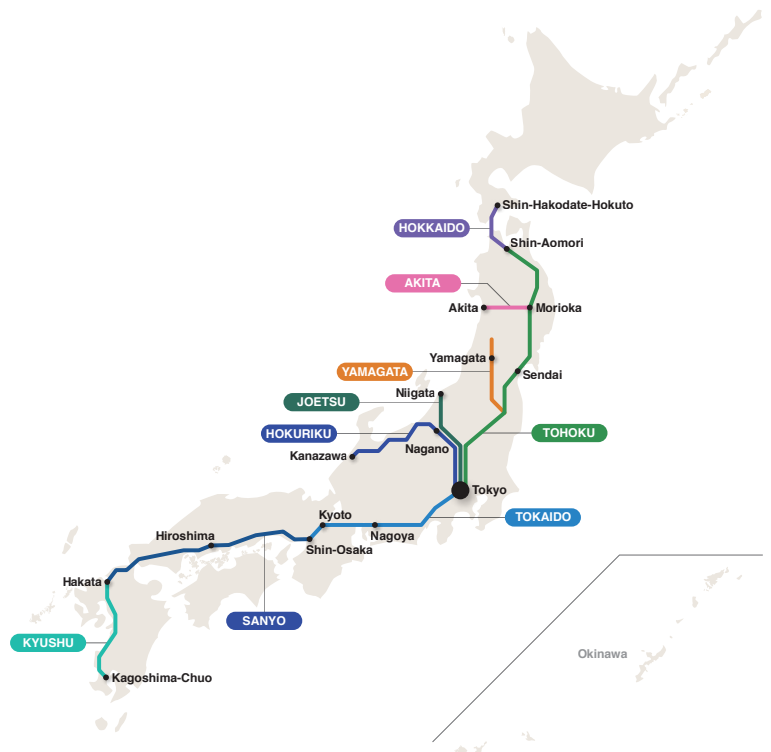 Shin-Hakodate-Hokuto
HOKKAIDO
Shin-Aomori
AKITA
Akita
Morioka
Yamagata
YAMAGATA
Sendai
Niigata
JOETSU
HOKURIKU
TOHOKU
Nagano
Kanazawa
Tokyo
Kyoto
TOKAIDO
Hiroshima
Nagoya
Shin-Osaka
Hakata
SANYO
KYUSHU
Okinawa
Kagoshima-Chuo